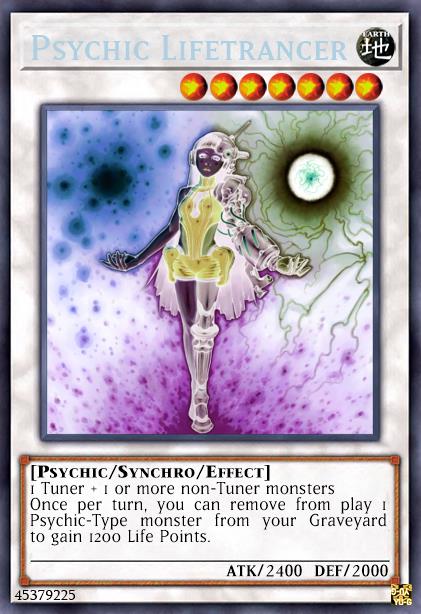 Psychic Lifetrancer
EARTH
地
[Psychic/Synchro/Effect]
1 Tuner + 1 or more non-Tuner monsters
Once per turn, you can remove from play 1
Psychic-Type monster from your Graveyard
to gain 1200 Life Points.
ATK/2400 DEF/2000
45379225